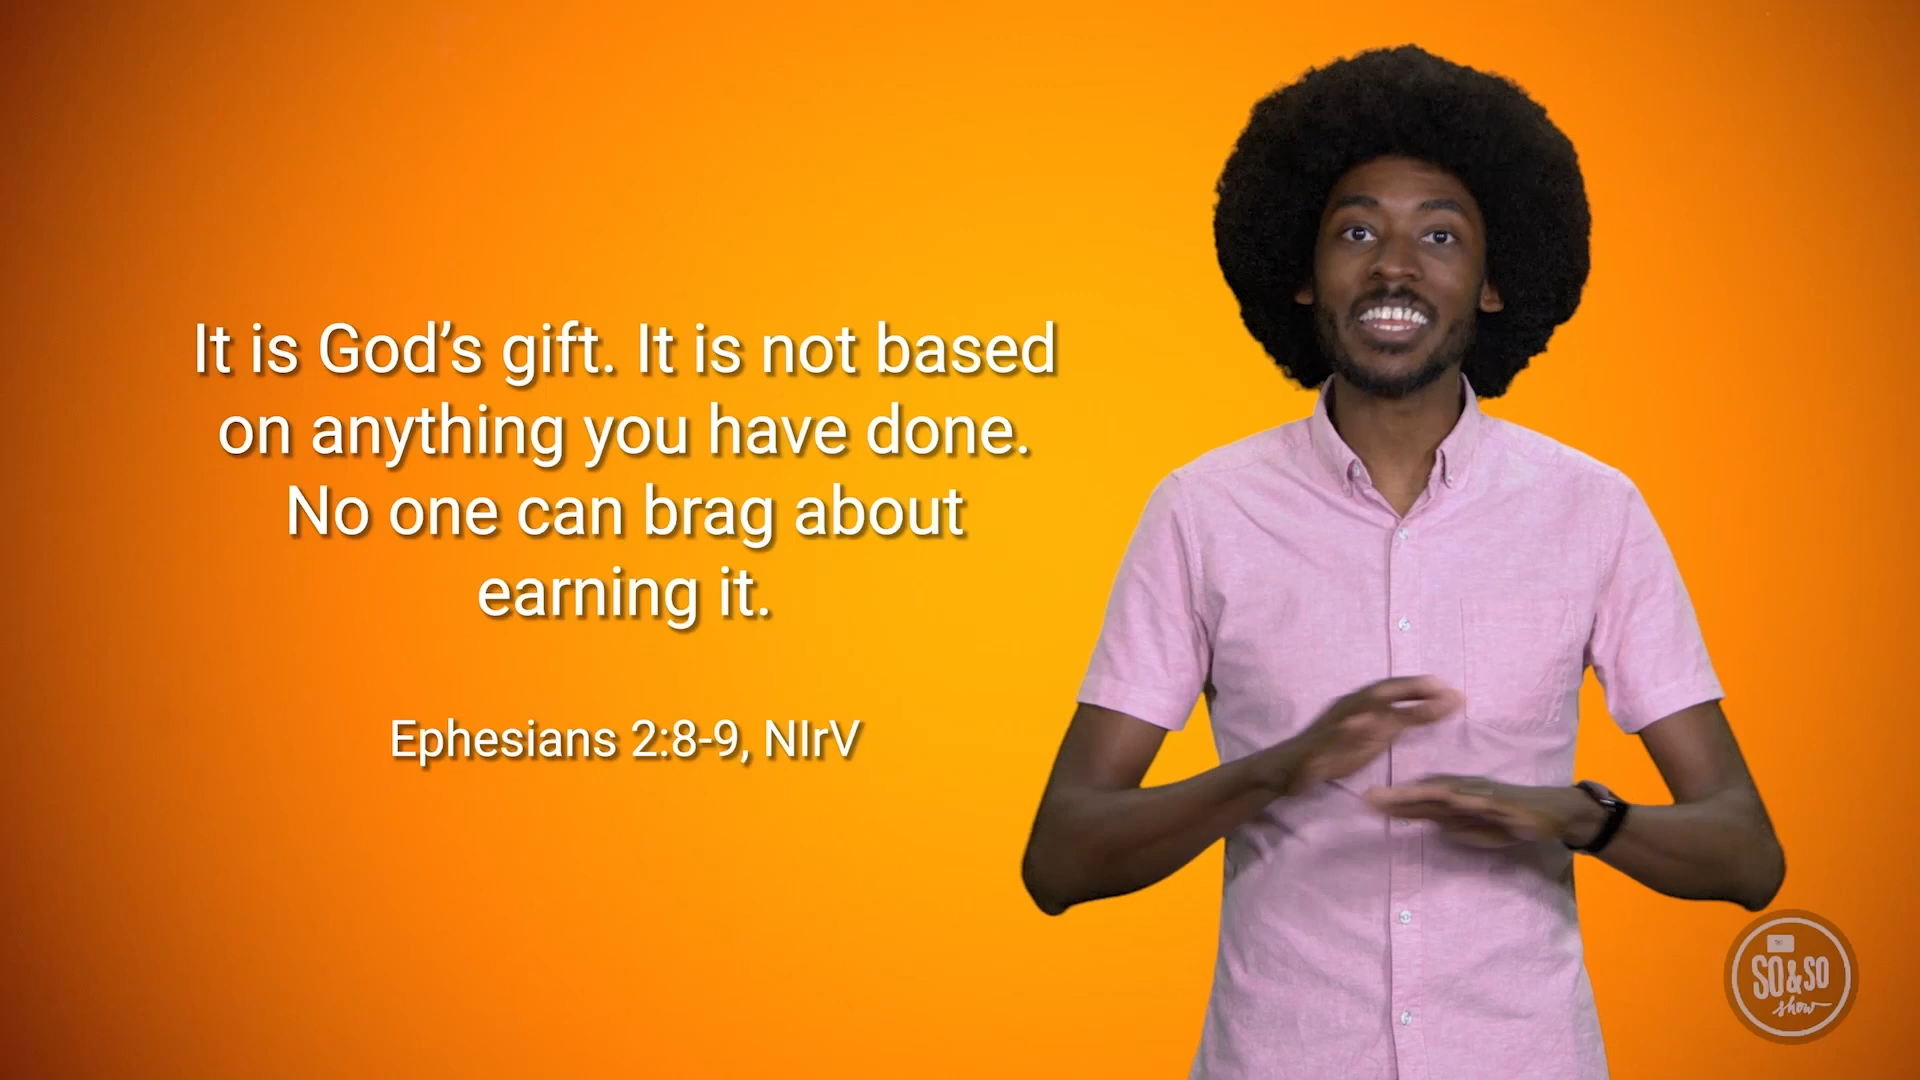 It is God’s gift. It is not based
on anything you have done.
No one can brag about
earning it.
Ephesians 2:8-9, NIrV
SO & SO
show